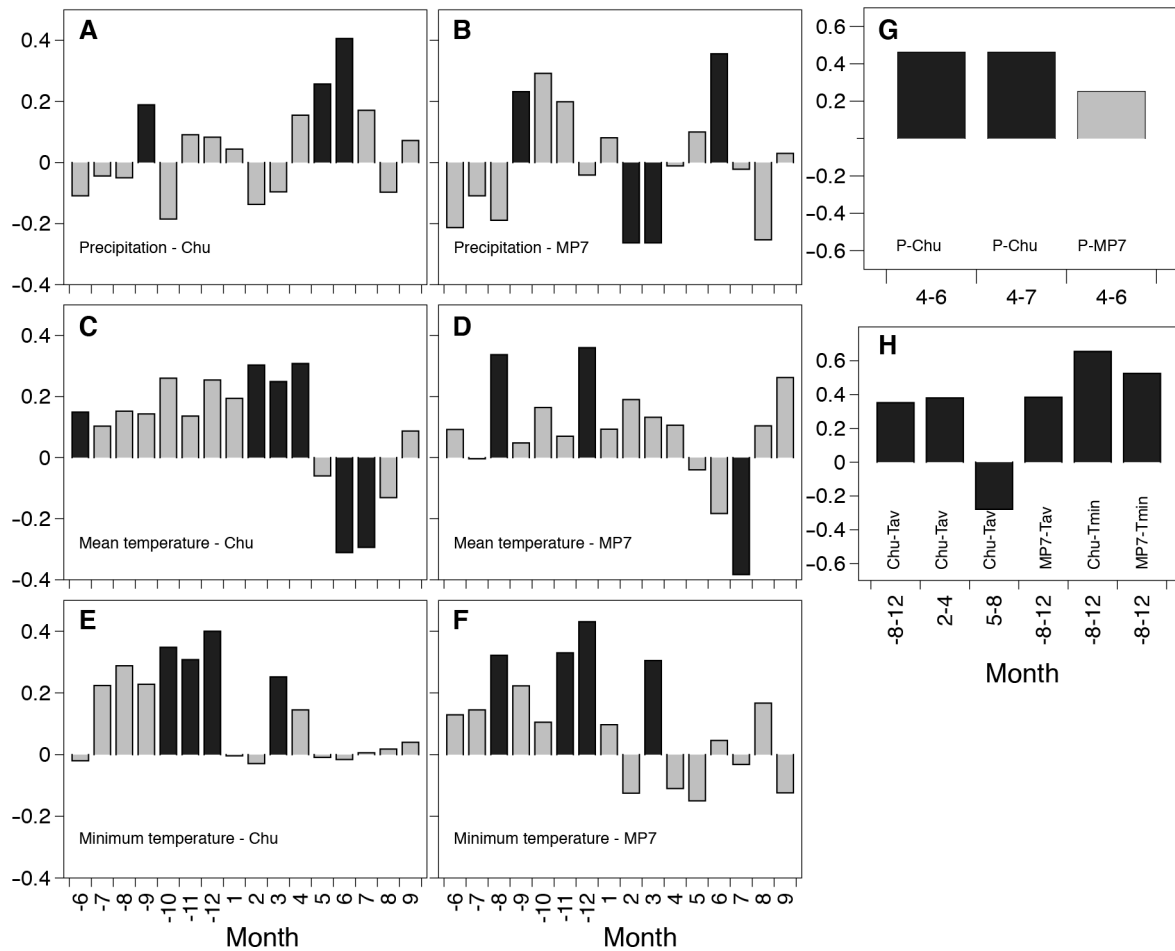 A
0.4
0.2
0
-0.2
-0.4
Precipitation - Chu
B
Precipitation - MP7
G
0.6
0.4
0.2
-0.2
-0.4
-0.6
P-Chu P-Chu P-MP7
4-6 4-7 4-6
C
0.4
0.2
0
-0.2
-0.4
Mean temperature - Chu
D
Mean temperature - MP7
H
0.6
0.4
0.2
0
-0.2
-0.4
-0.6
Chu-Tav Chu-Tav Chu-Tav MP7-Tav Chu-Tmin MP7-Tmin
-8-12 2-4 5-8 -8-12 -8-12 -8-12
Month
E
0.4
0.2
0
-0.2
-0.4
Minimum temperature - Chu
-6 -7 -8 -9 -10 -11 -12 1 2 3 4 5 6 7 8 9
Month
F
Minimum temperature - MP7
-6 -7 -8 -9 -10 -11 -12 1 2 3 4 5 6 7 8 9
Month